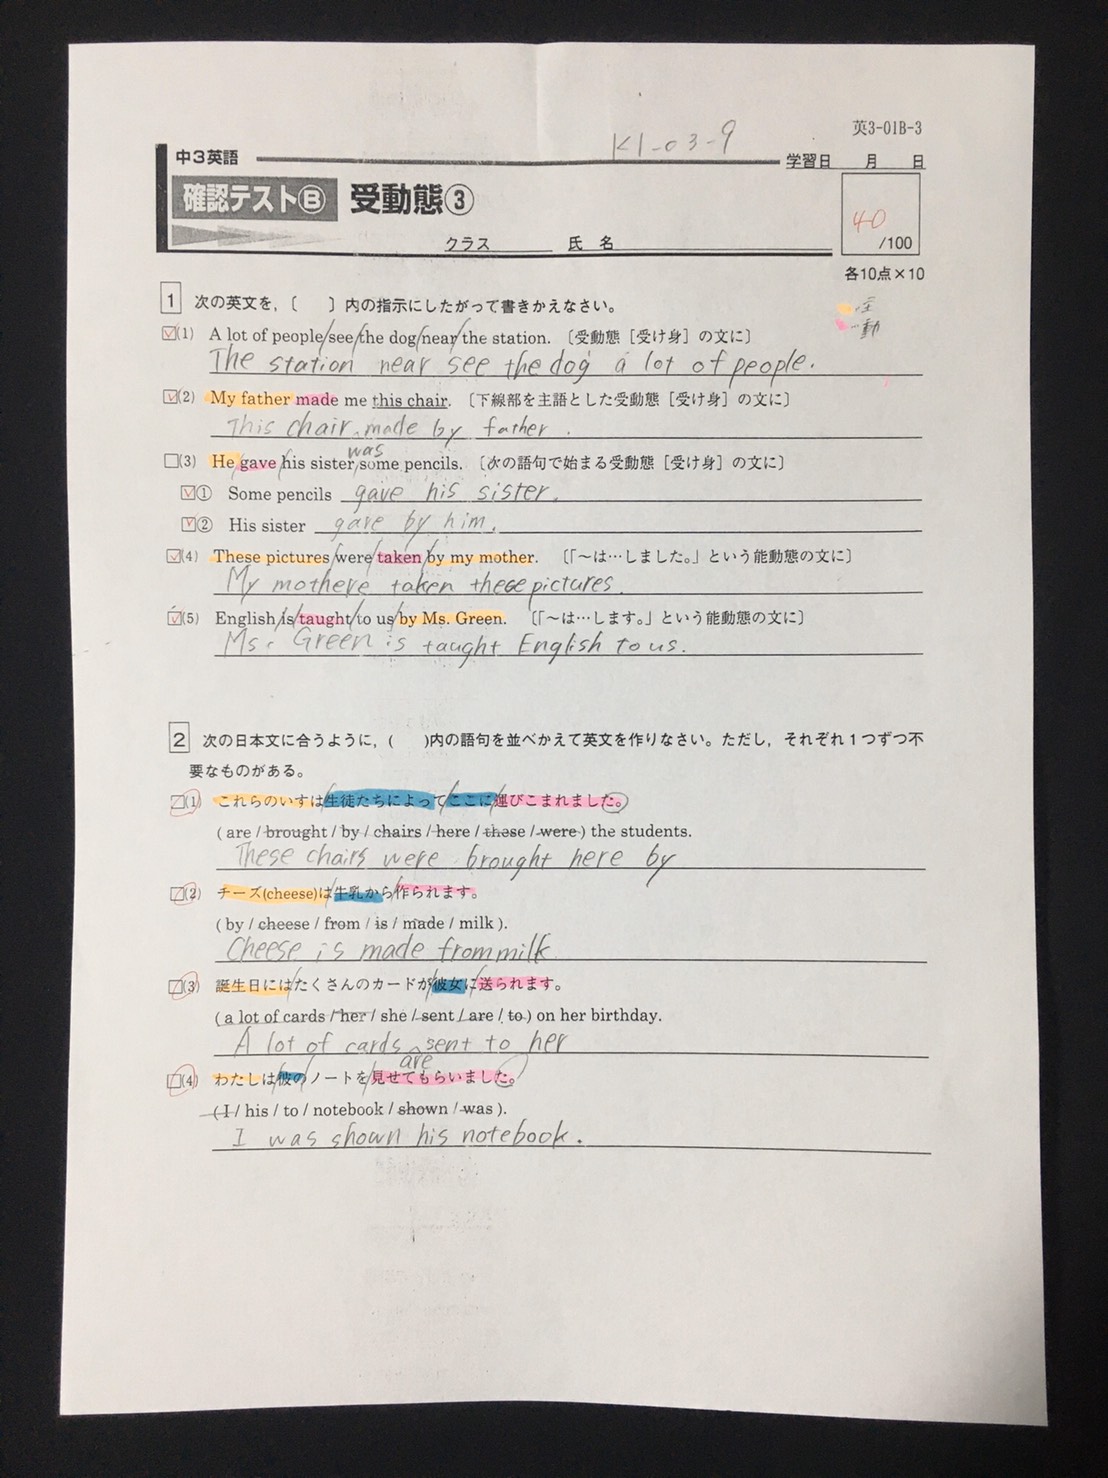 英3-01B-3
K1-03-9
中3英語
学習日 月 日
確認テストⒷ 受動態③
40
/100
クラス 氏 名
各10点×10
1 次の英文を，〔 〕内の指示にしたがって書きかえなさい。
(1) A lot of people/see/the dog/near/the station. 〔受動態［受け身］の文に〕
The station near see the dog a lot of people.
(2) My father made me this chair. 〔下線部を主語とした受動態［受け身］の文に〕
This chair made by father.
was
(3) He gave his sister some pencils. 〔次の語句で始まる受動態［受け身］の文に〕
① Some pencils gave his sister.
② His sister gave by him.
(4) These pictures/were/taken/by my mother. 〔「～は…しました。」という能動態の文に〕
My mothere taken these pictures.
(5) English/is/taught/to us/by Ms. Green. 〔「～は…します。」という能動態の文に〕
Ms. Green is taught English to us.
2 次の日本文に合うように，( )内の語句を並べかえて英文を作りなさい。ただし，それぞれ1つずつ不
要なものがある。
(1) これらのいすは生徒たちによってここに運びこまれました。
( are / brought / by / chairs / here / these / were ) the students.
These chairs were brought here by
(2) チーズ(cheese)は牛乳から作られます。
( by / cheese / from / is / made / milk ).
Cheese is made from milk
(3) 誕生日にはたくさんのカードが彼女に送られます。
( a lot of cards / her / she / sent / are / to ) on her birthday.
A lot of cards sent to her
are
(4) わたしは彼のノートを見せてもらいました。
( I / his / to / notebook / shown / was ).
I was shown his notebook.